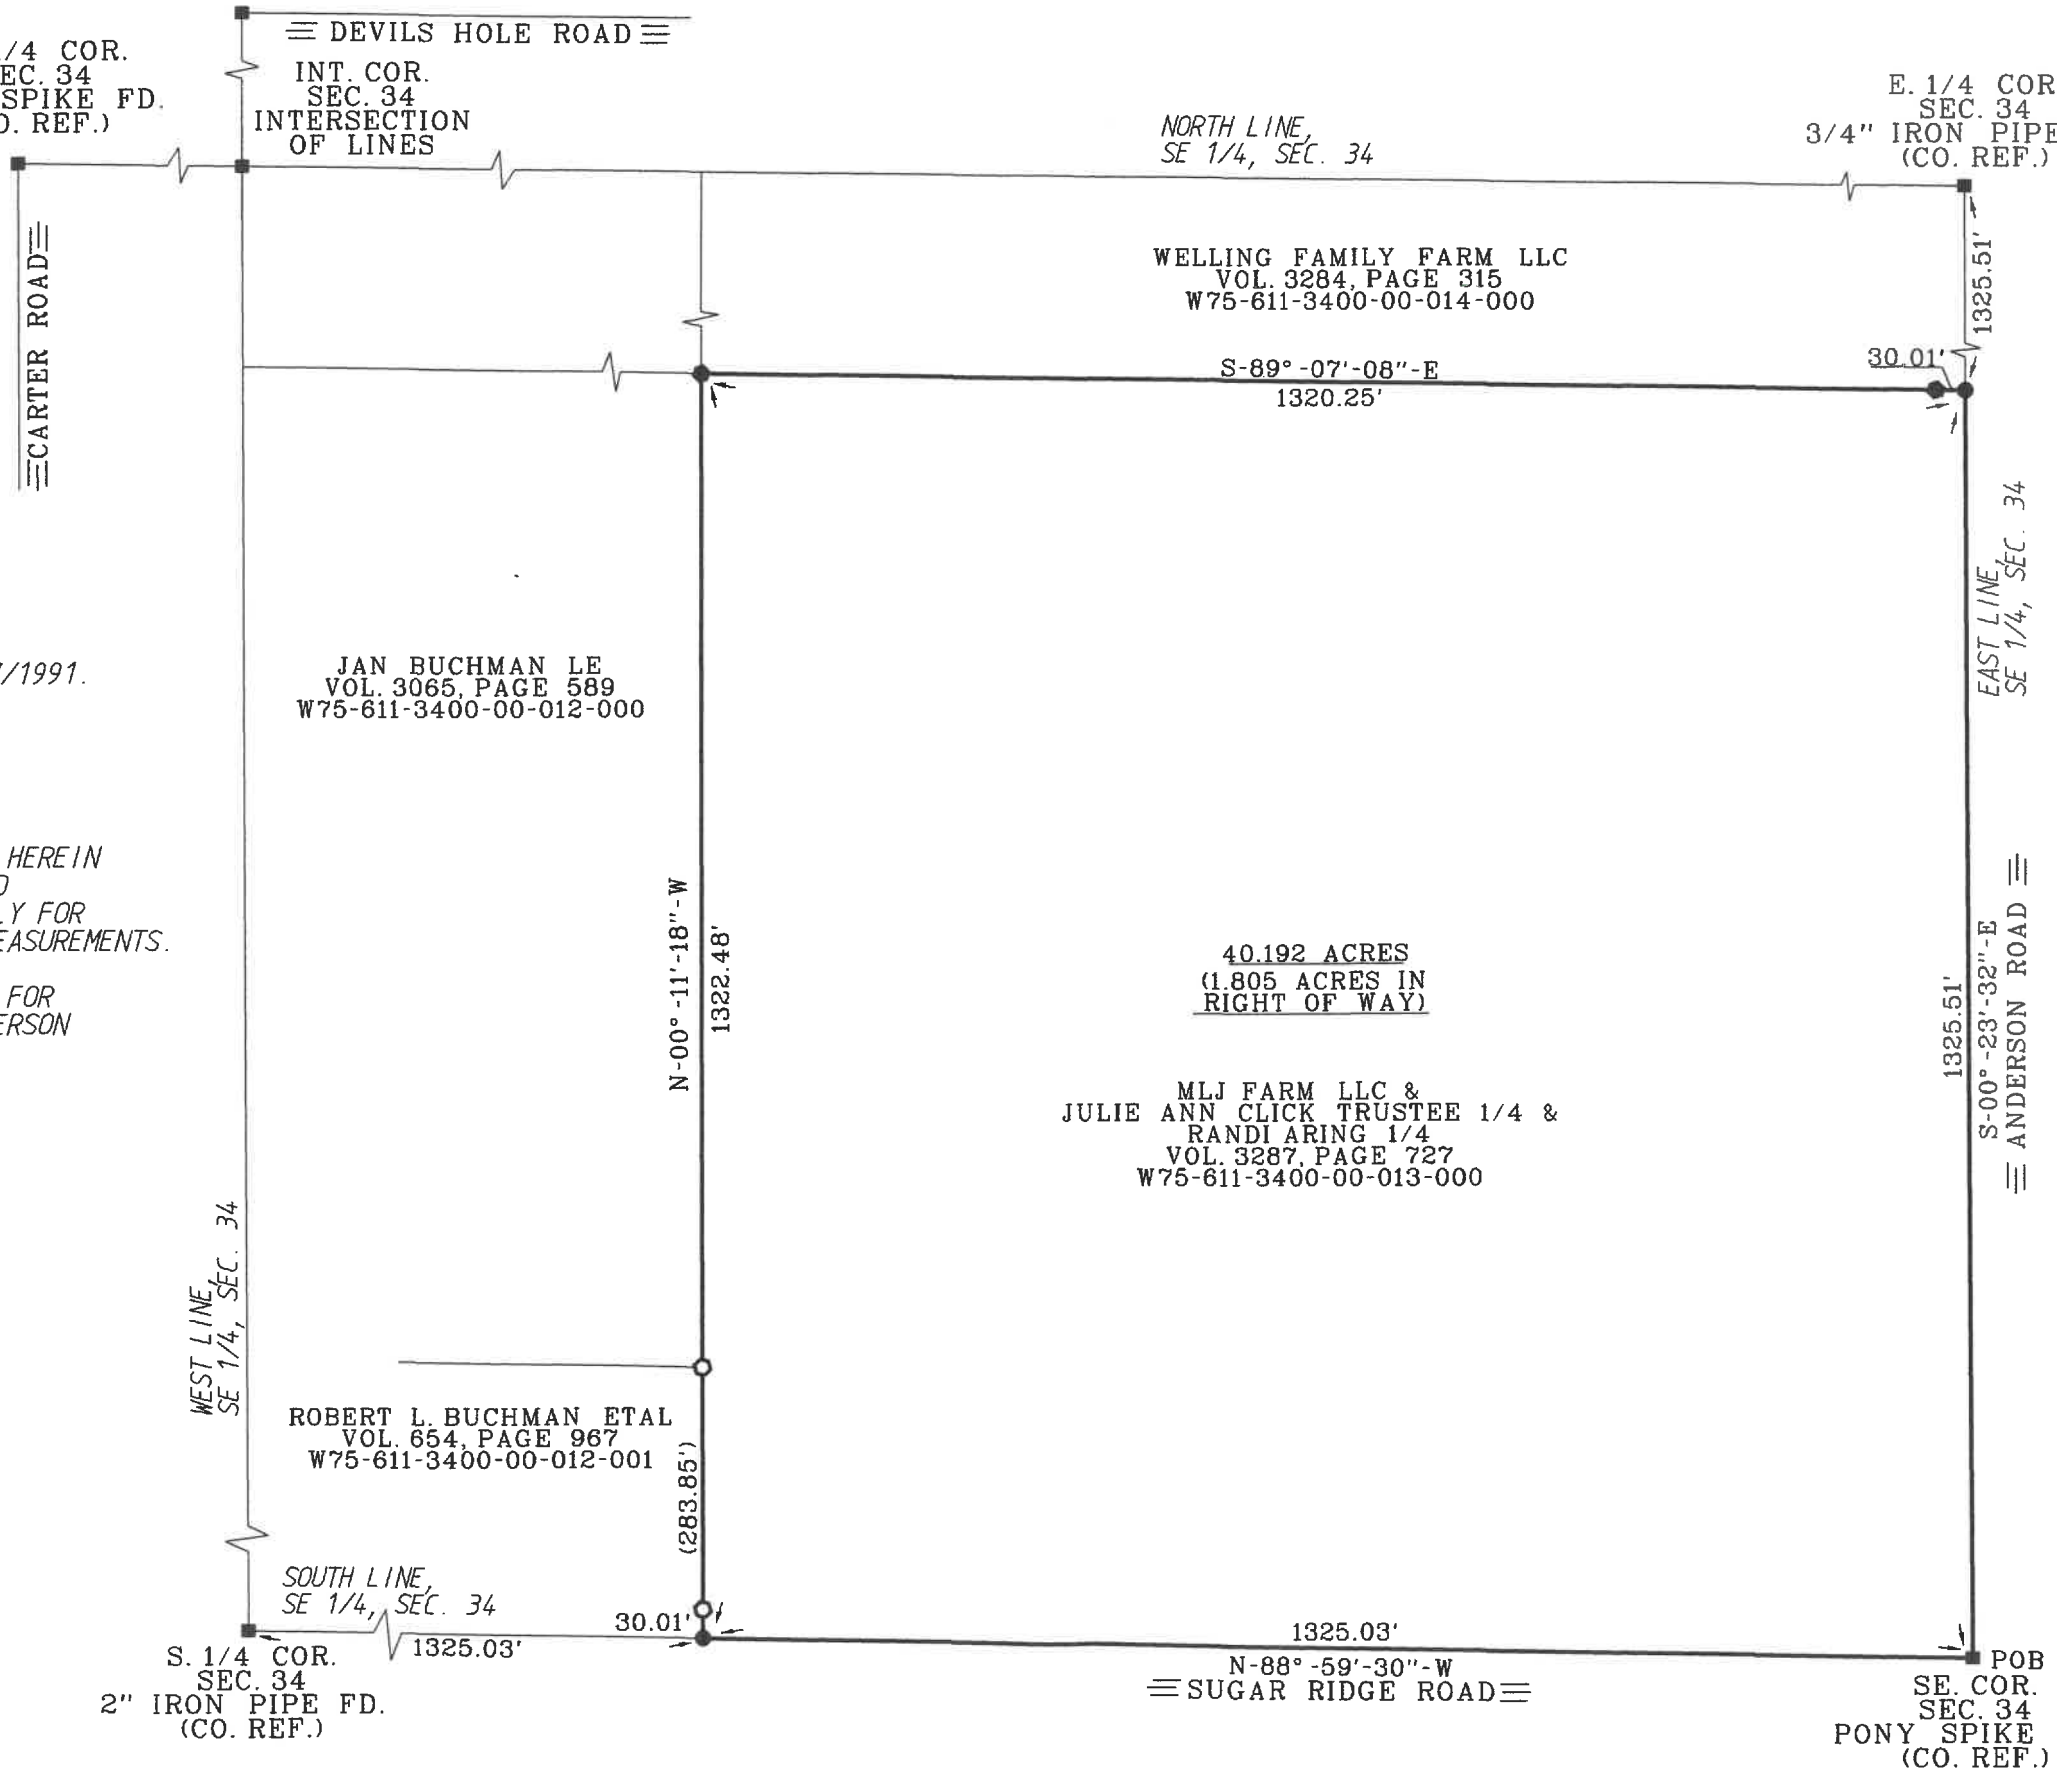 DEVILS HOLE ROAD
1/4 COR.
SEC. 34
SPIKE FD.
(CO. REF.)
INT. COR.
SEC. 34
INTERSECTION
OF LINES
NORTH LINE,
SE 1/4, SEC. 34
E. 1/4 COR
SEC. 34
3/4" IRON PIPE
(CO. REF.)
CARTER ROAD
WELLING FAMILY FARM LLC
VOL. 3284, PAGE 315
W75-611-3400-00-014-000
1325.51'
30.01'
S-89°-07'-08"-E
1320.25'
EAST LINE,
SE 1/4, SEC. 34
/1991.
JAN BUCHMAN LE
VOL. 3065, PAGE 589
W75-611-3400-00-012-000
HEREIN
LY FOR
EASUREMENTS.
FOR
ERSON
N-00°-11'-18"-W
1322.48'
40.192 ACRES
(1.805 ACRES IN
RIGHT OF WAY)
MLJ FARM LLC &
JULIE ANN CLICK TRUSTEE 1/4 &
RANDI ARING 1/4
VOL. 3287, PAGE 727
W75-611-3400-00-013-000
1325.51'
S-00°-23'-32"-E
ANDERSON ROAD
WEST LINE,
SE 1/4, SEC. 34
ROBERT L. BUCHMAN ETAL
VOL. 654, PAGE 967
W75-611-3400-00-012-001
(283.85')
SOUTH LINE,
SE 1/4, SEC. 34
30.01'
1325.03'
S. 1/4 COR.
SEC. 34
2" IRON PIPE FD.
(CO. REF.)
1325.03'
N-88°-59'-30"-W
SUGAR RIDGE ROAD
POB
SE. COR.
SEC. 34
PONY SPIKE
(CO. REF.)